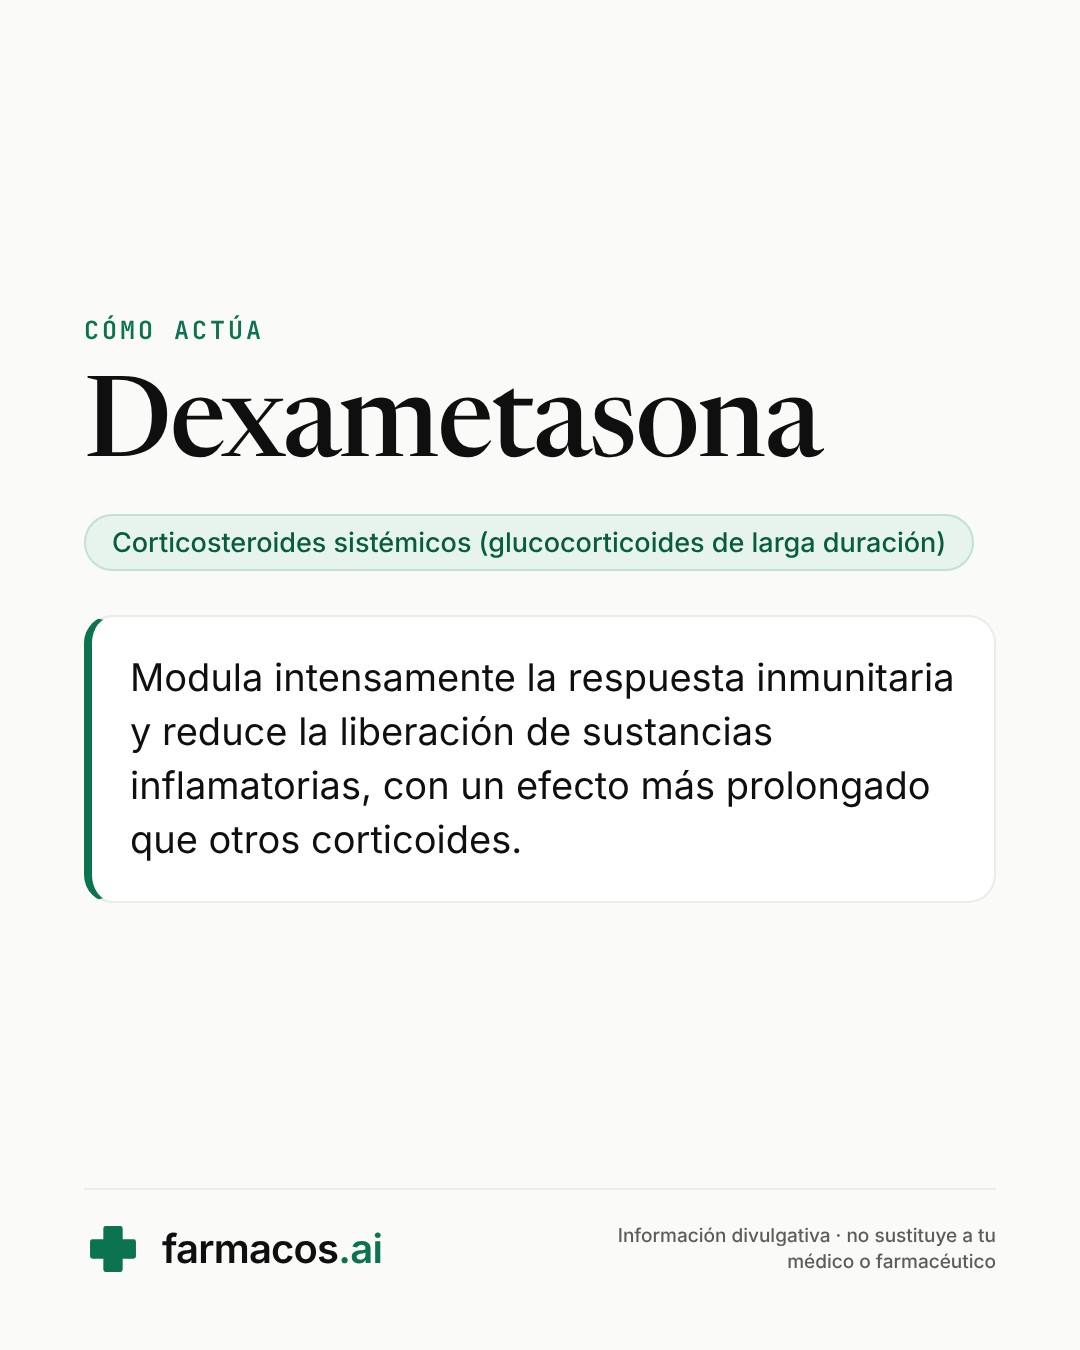 CÓMO ACTÚA
Dexametasona
Corticosteroides sistémicos (glucocorticoides de larga duración)
Modula intensamente la respuesta inmunitaria
y reduce la liberación de sustancias
inflamatorias, con un efecto más prolongado
que otros corticoides.
farmacos.ai
Información divulgativa · no sustituye a tu
médico o farmacéutico